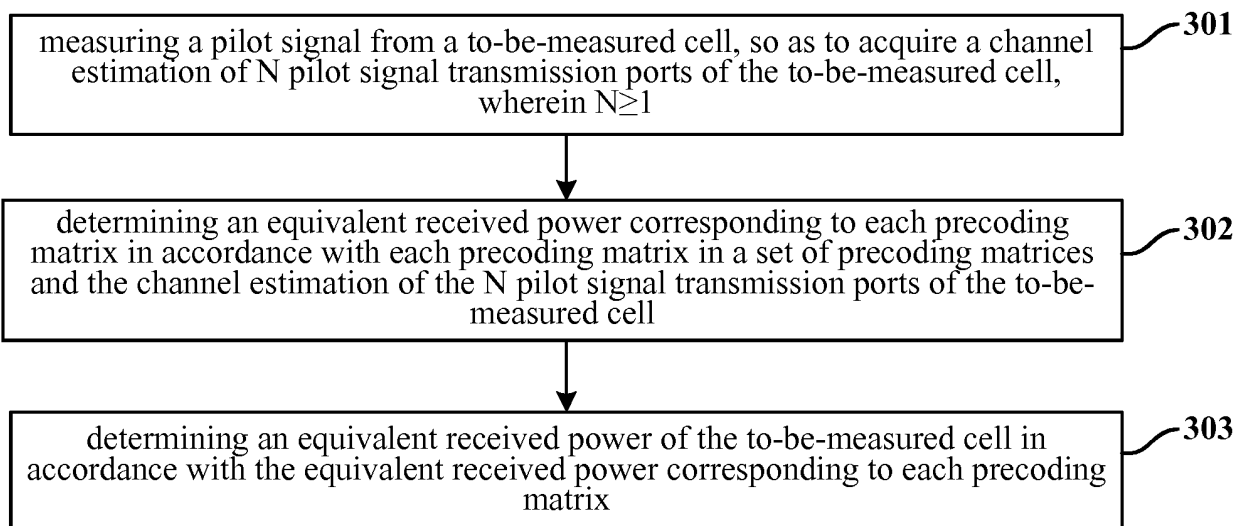 measuring a pilot signal from a to-be-measured cell, so as to acquire a channel
estimation of N pilot signal transmission ports of the to-be-measured cell,
wherein N≥1
301
determining an equivalent received power corresponding to each precoding
matrix in accordance with each precoding matrix in a set of precoding matrices
and the channel estimation of the N pilot signal transmission ports of the to-be-
measured cell
302
determining an equivalent received power of the to-be-measured cell in
accordance with the equivalent received power corresponding to each precoding
matrix
303